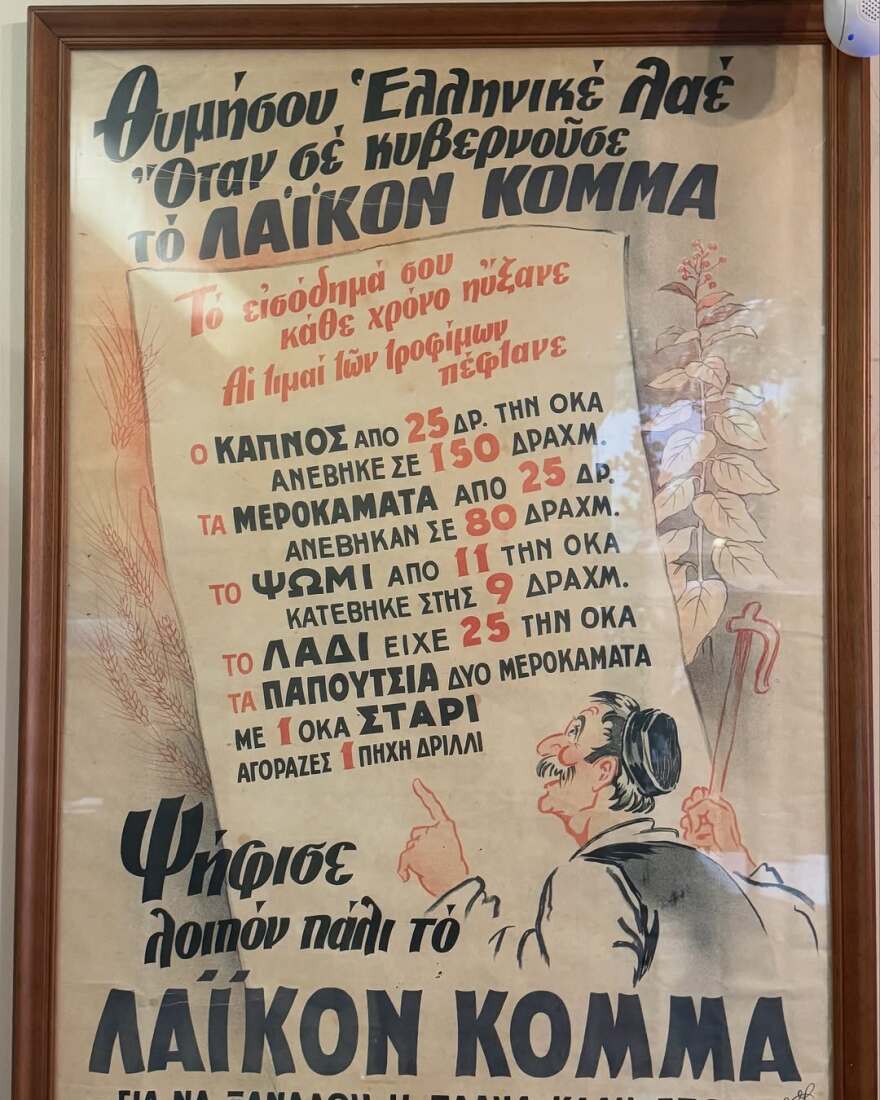 Θυμήσου Ἑλληνικέ λαέ
Ὅταν σέ κυβερνοῦσε
τό ΛΑΪΚΟΝ ΚΟΜΜΑ
Τό εἰσόδημά σου
κάθε χρόνο ηὔξανε
Αἱ τιμαί τῶν τροφίμων
πέφτανε
Ο ΚΑΠΝΟΣ ΑΠΟ 25 ΔΡ. ΤΗΝ ΟΚΑ
ΑΝΕΒΗΚΕ ΣΕ 150 ΔΡΑΧΜ.
ΤΑ ΜΕΡΟΚΑΜΑΤΑ ΑΠΟ 25 ΔΡ.
ΑΝΕΒΗΚΑΝ ΣΕ 80 ΔΡΑΧΜ.
ΤΟ ΨΩΜΙ ΑΠΟ 11 ΤΗΝ ΟΚΑ
ΚΑΤΕΒΗΚΕ ΣΤΗΣ 9 ΔΡΑΧΜ.
ΤΟ ΛΑΔΙ ΕΙΧΕ 25 ΤΗΝ ΟΚΑ
ΤΑ ΠΑΠΟΥΤΣΙΑ ΔΥΟ ΜΕΡΟΚΑΜΑΤΑ
ΜΕ 1 ΟΚΑ ΣΤΑΡΙ
ΑΓΟΡΑΖΕΣ 1 ΠΗΧΗ ΔΡΙΛΛΙ
Ψήφισε
λοιπόν πάλι τό
ΛΑΪΚΟΝ ΚΟΜΜΑ
ΓΙΑ ΝΑ